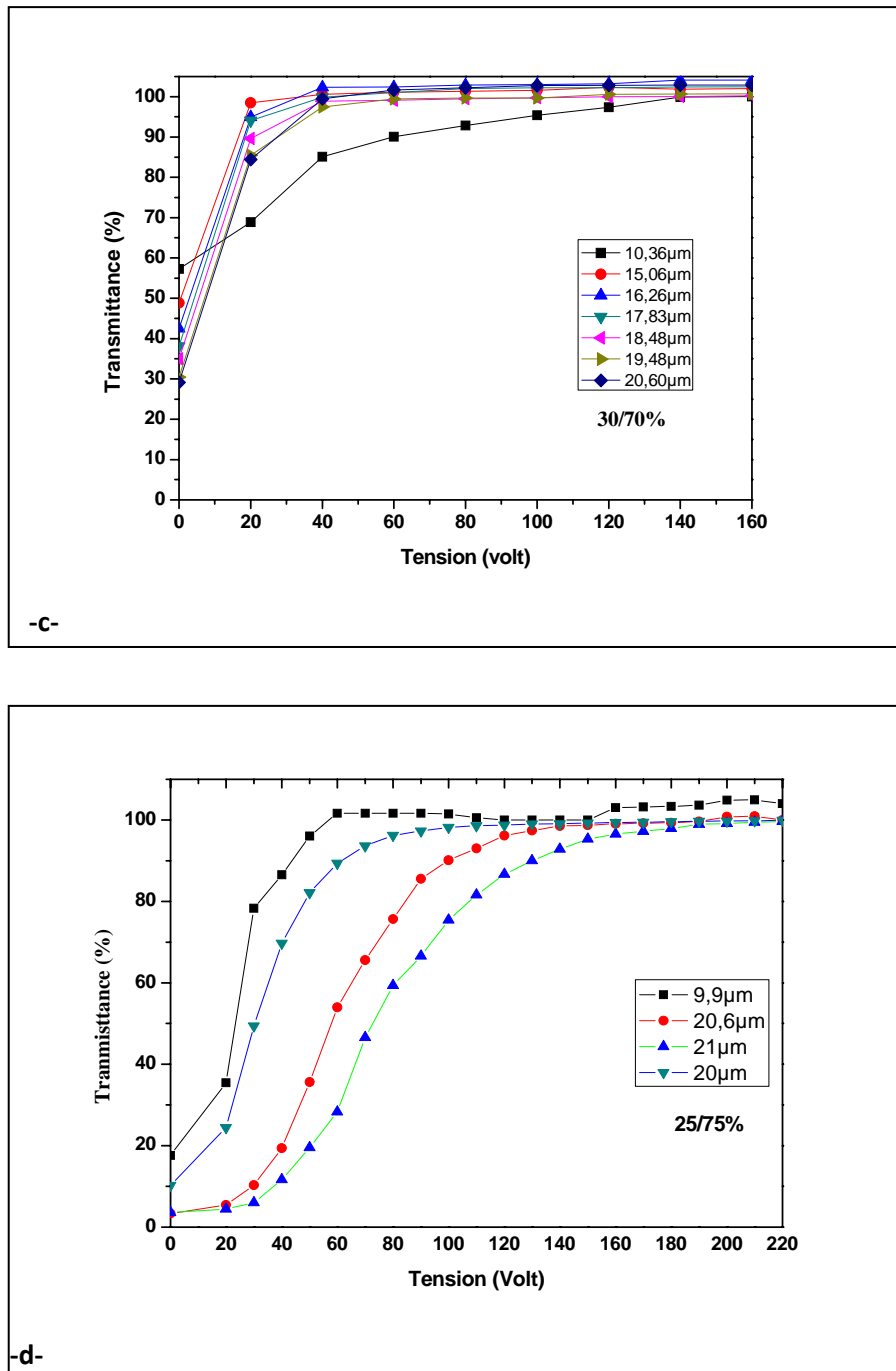 100
90
80
70
60
50
40
30
20
10
0
Transmittance (%)
10,36µm
15,06µm
16,26µm
17,83µm
18,48µm
19,48µm
20,60µm
30/70%
0 20 40 60 80 100 120 140 160
Tension (volt)
-c-
100
80
60
40
20
0
Tranmisttance (%)
9,9µm
20,6µm
21µm
20µm
25/75%
0 20 40 60 80 100 120 140 160 180 200 220
Tension (Volt)
-d-